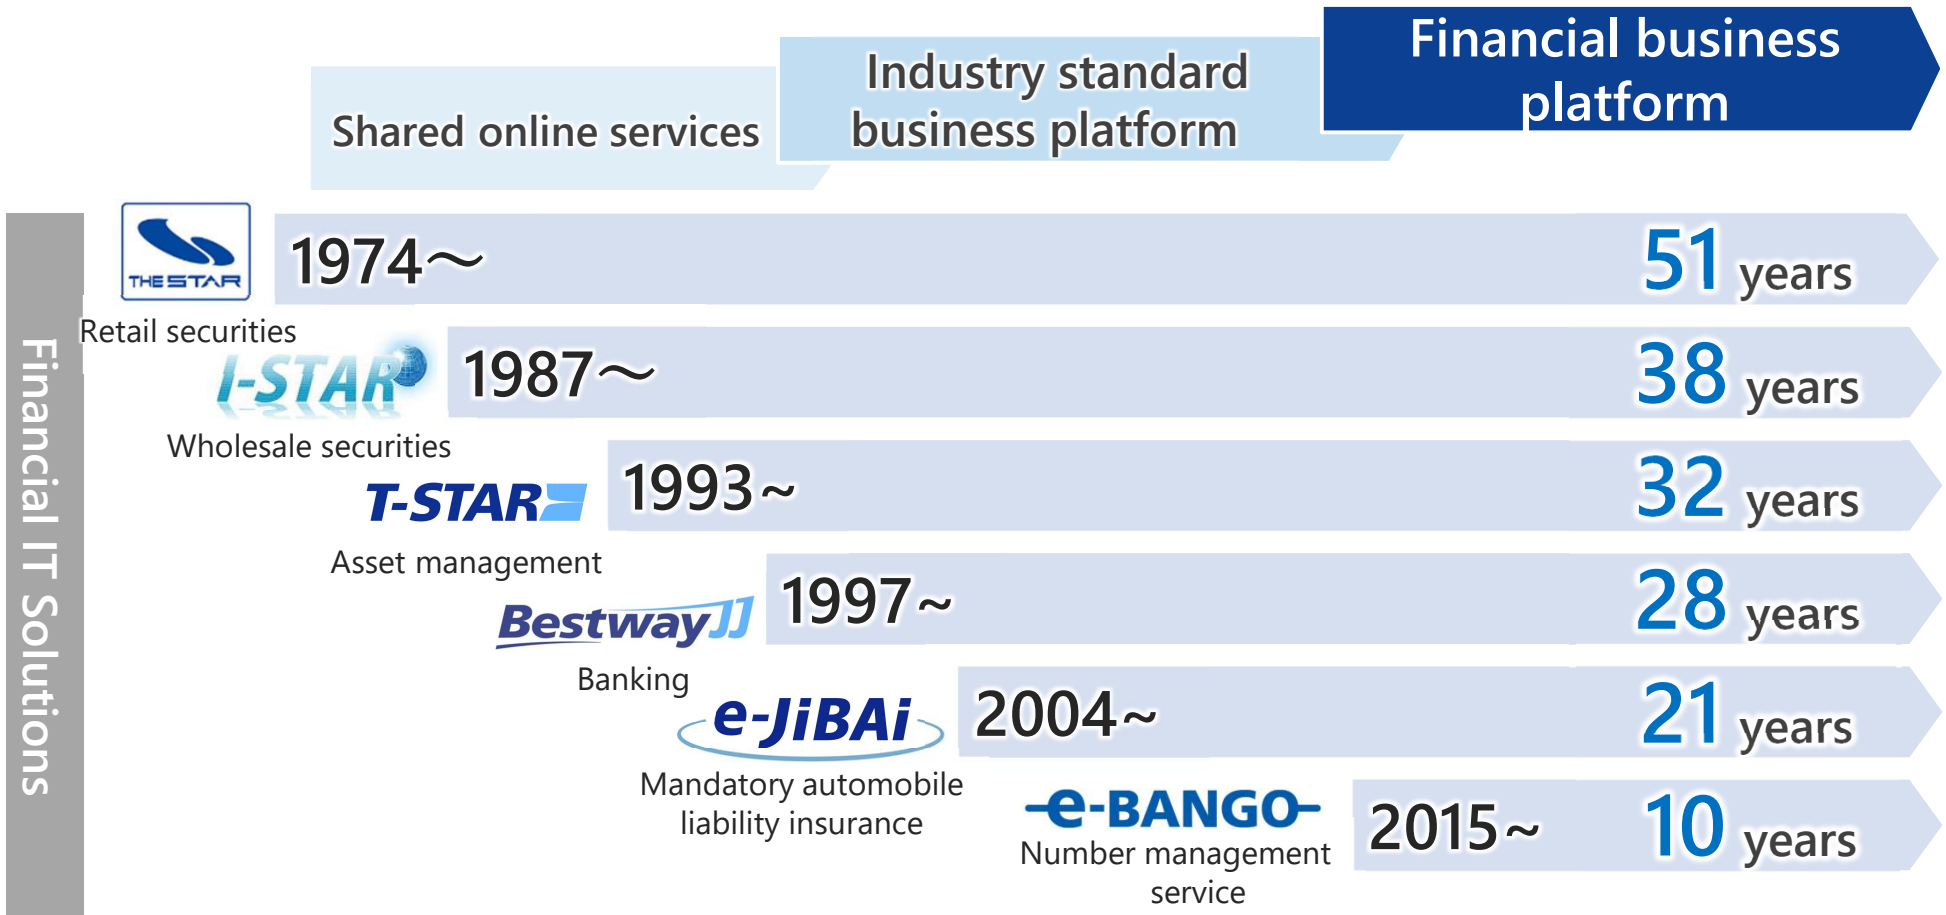 Financial business
platform
Industry standard
business platform
Shared online services
Financial IT Solutions
THE STAR
1974～
51 years
Retail securities
I-STAR
1987～
38 years
Wholesale securities
T-STAR
1993~
32 years
Asset management
BestwayJJ
1997~
28 years
Banking
e-JiBAi
2004~
21 years
Mandatory automobile
liability insurance
e-BANGO
2015~
10 years
Number management
service